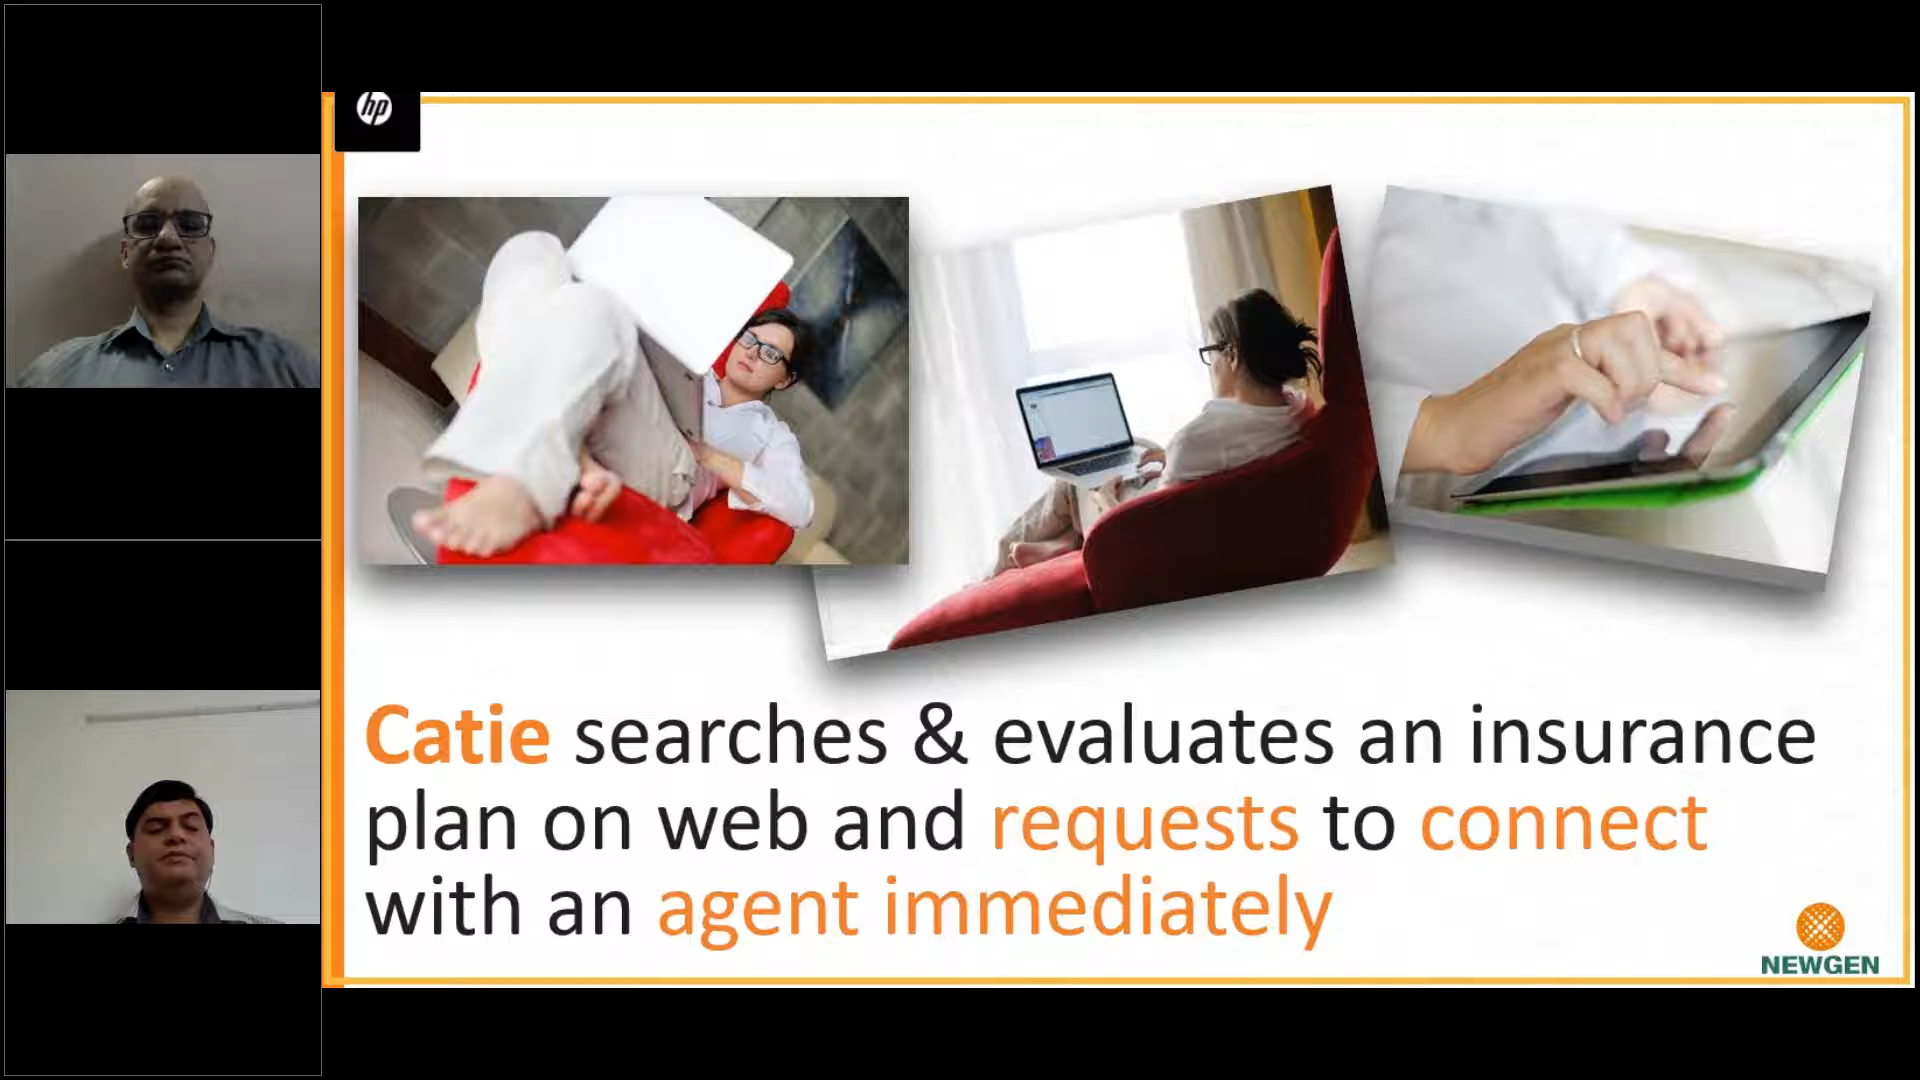 hp
Catie searches & evaluates an insurance
plan on web and requests to connect
with an agent immediately
NEWGEN